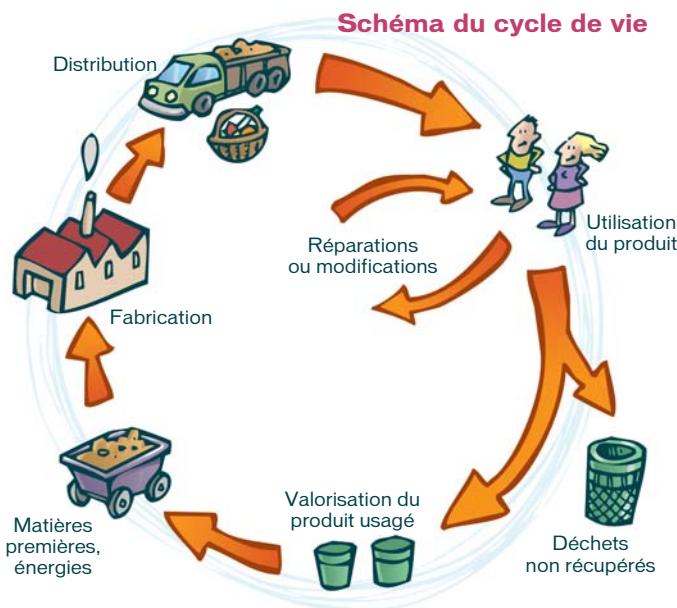 Schéma du cycle de vie
Distribution
Utilisation
du produit
Réparations
ou modifications
Fabrication
Valorisation du
produit usagé
Matières
premières,
énergies
Déchets
non récupérés